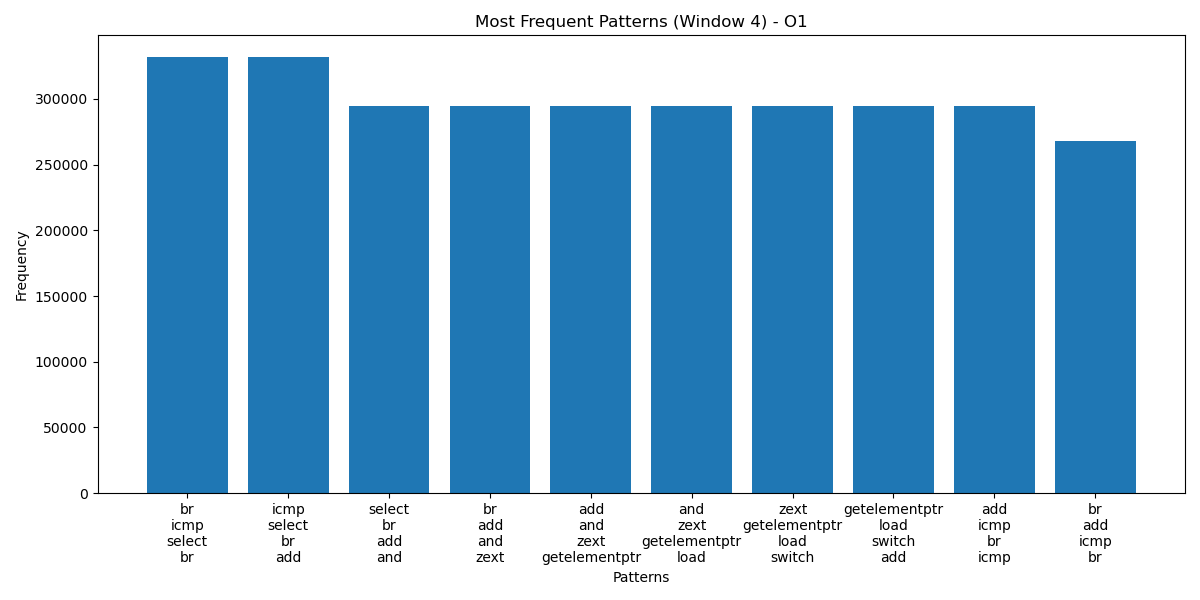 Most Frequent Patterns (Window 4) - O1
Frequency
300000
250000
200000
150000
100000
50000
0
br
icmp
select
br
icmp
select
br
add
select
br
add
and
br
add
and
zext
add
and
zext
getelementptr
and
zext
getelementptr
load
zext
getelementptr
load
switch
getelementptr
load
switch
add
add
icmp
br
icmp
br
add
icmp
br
Patterns